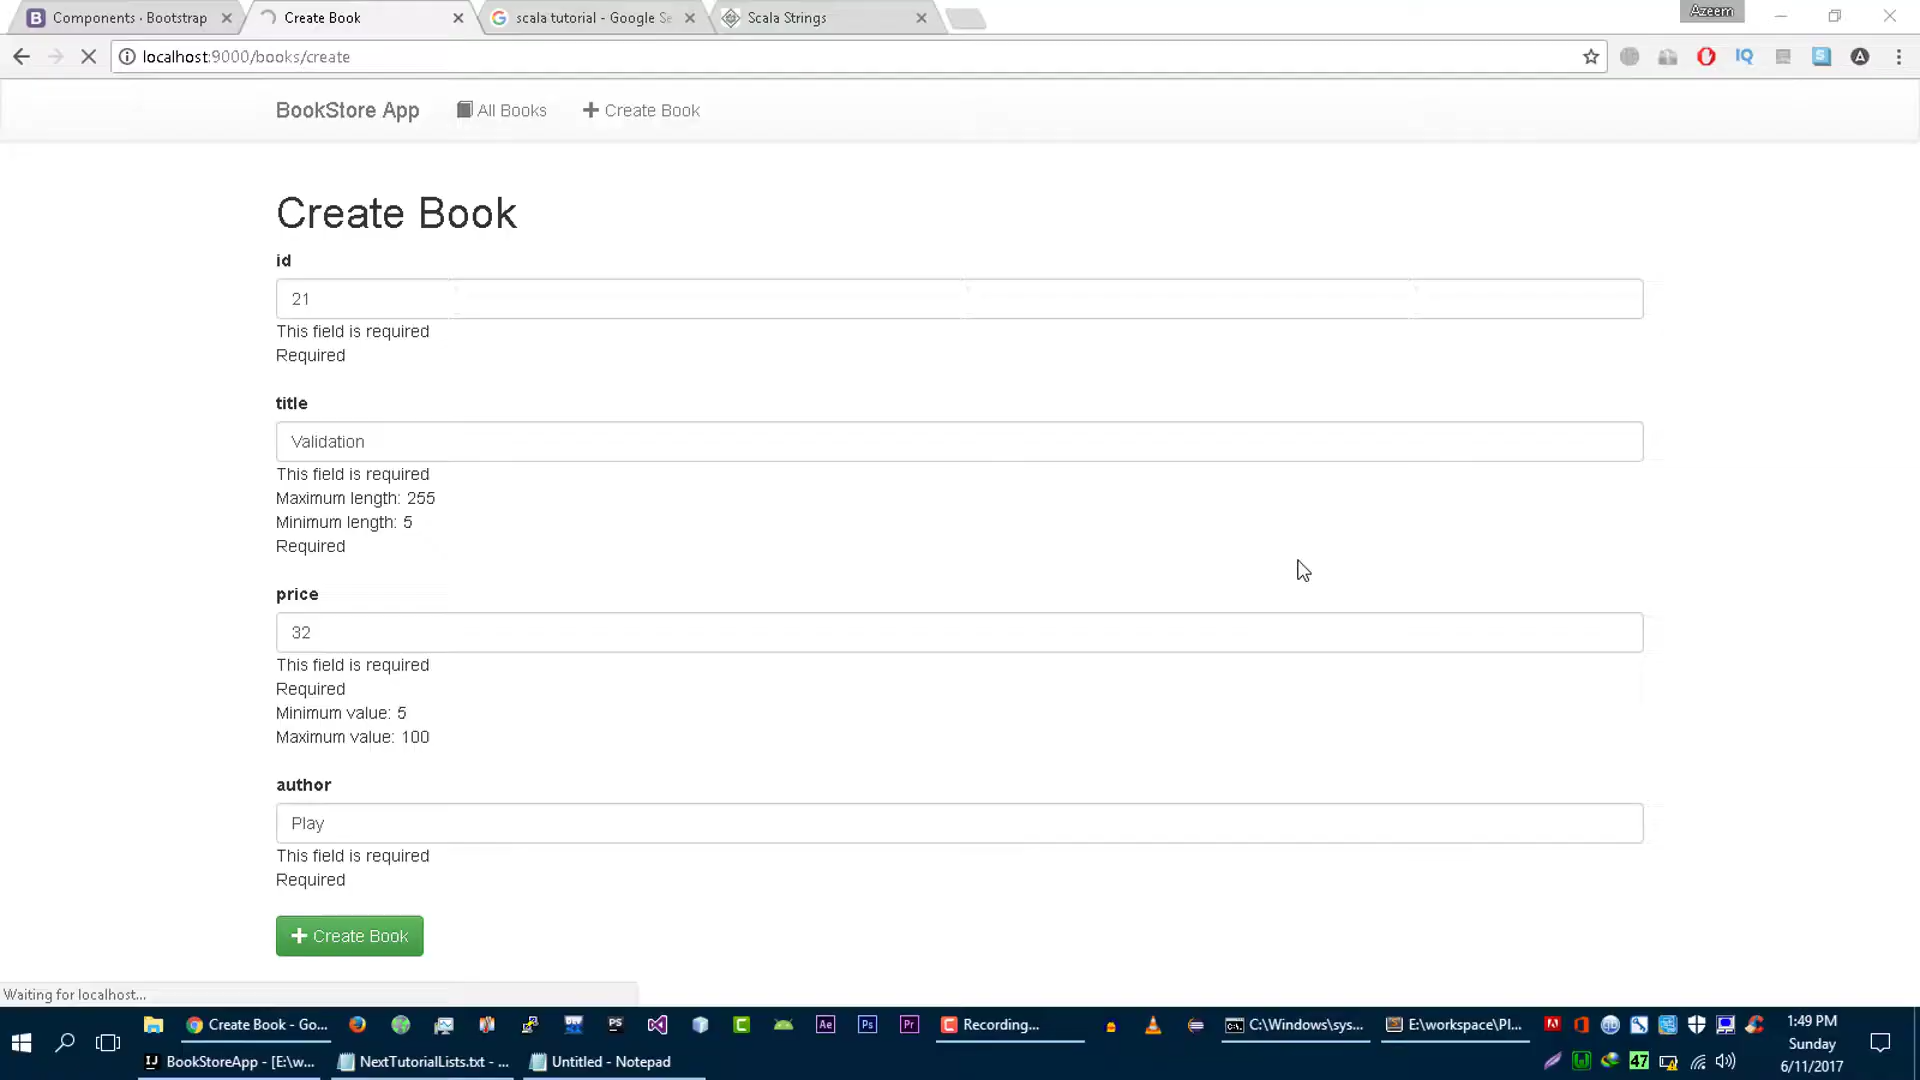 Components · Bootstrap
Create Book
scala tutorial - Google Se
Scala Strings
Azeem
localhost:9000/books/create
BookStore App
All Books
Create Book
Create Book
id
21
This field is required
Required
title
Validation
This field is required
Maximum length: 255
Minimum length: 5
Required
price
32
This field is required
Required
Minimum value: 5
Maximum value: 100
author
Play
This field is required
Required
Create Book
Waiting for localhost...
Create Book - Go...
Recording...
C:\Windows\sys...
E:\workspace\Pl...
1:49 PM
BookStoreApp - [E:\w...
NextTutorialLists.txt - ...
Untitled - Notepad
47
Sunday
6/11/2017